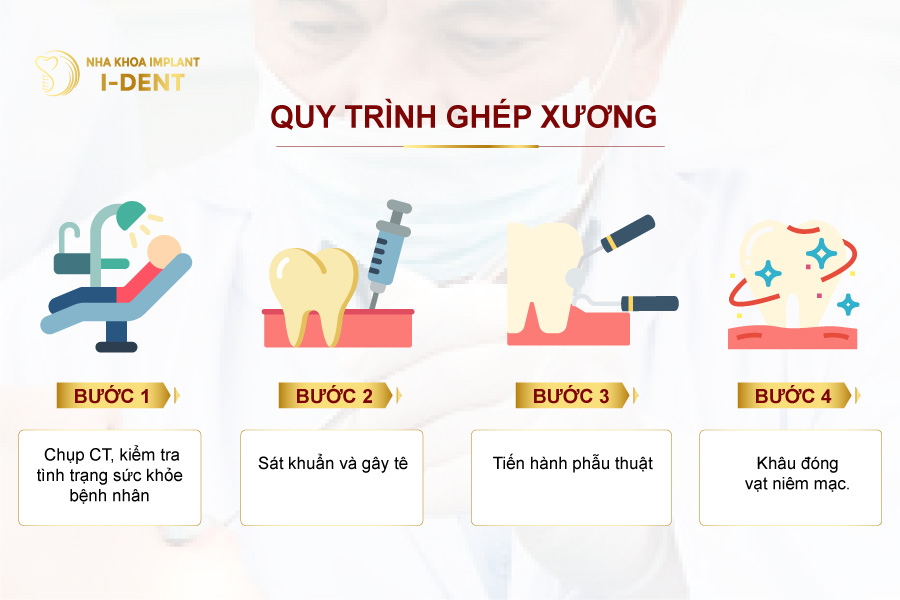 NHA KHOA IMPLANT
I-DENT
QUY TRÌNH GHÉP XƯƠNG
BƯỚC 1
Chụp CT, kiểm tra
tình trạng sức khỏe
bệnh nhân
BƯỚC 2
Sát khuẩn và gây tê
BƯỚC 3
Tiến hành phẫu thuật
BƯỚC 4
Khâu đóng
vạt niêm mạc.